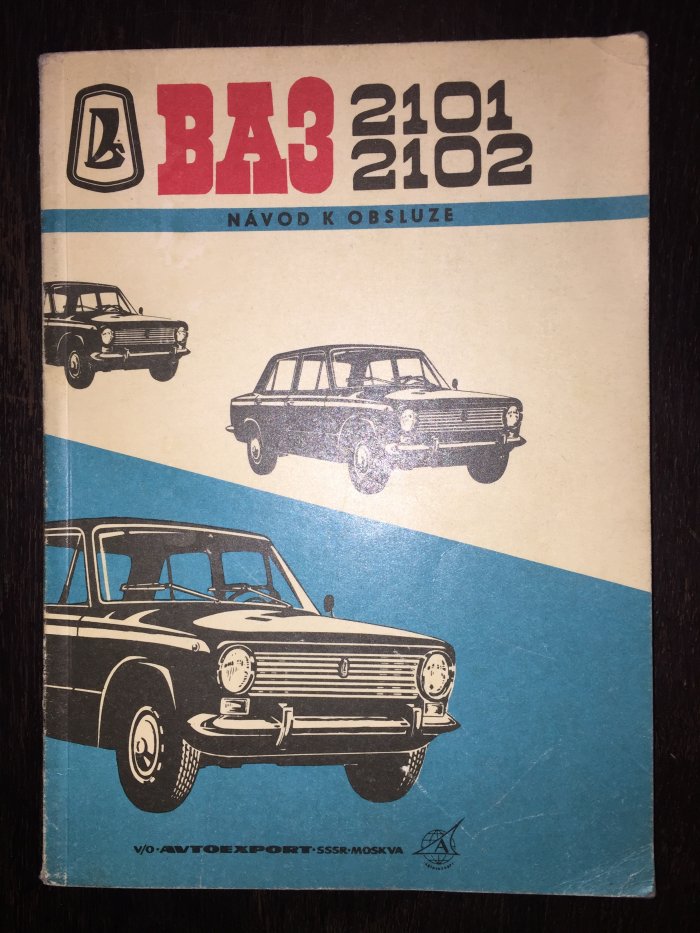 ВАЗ 2101
2102
NÁVOD K OBSLUZE
V/O · AVTOEXPORT · SSSR · MOSKVA
A